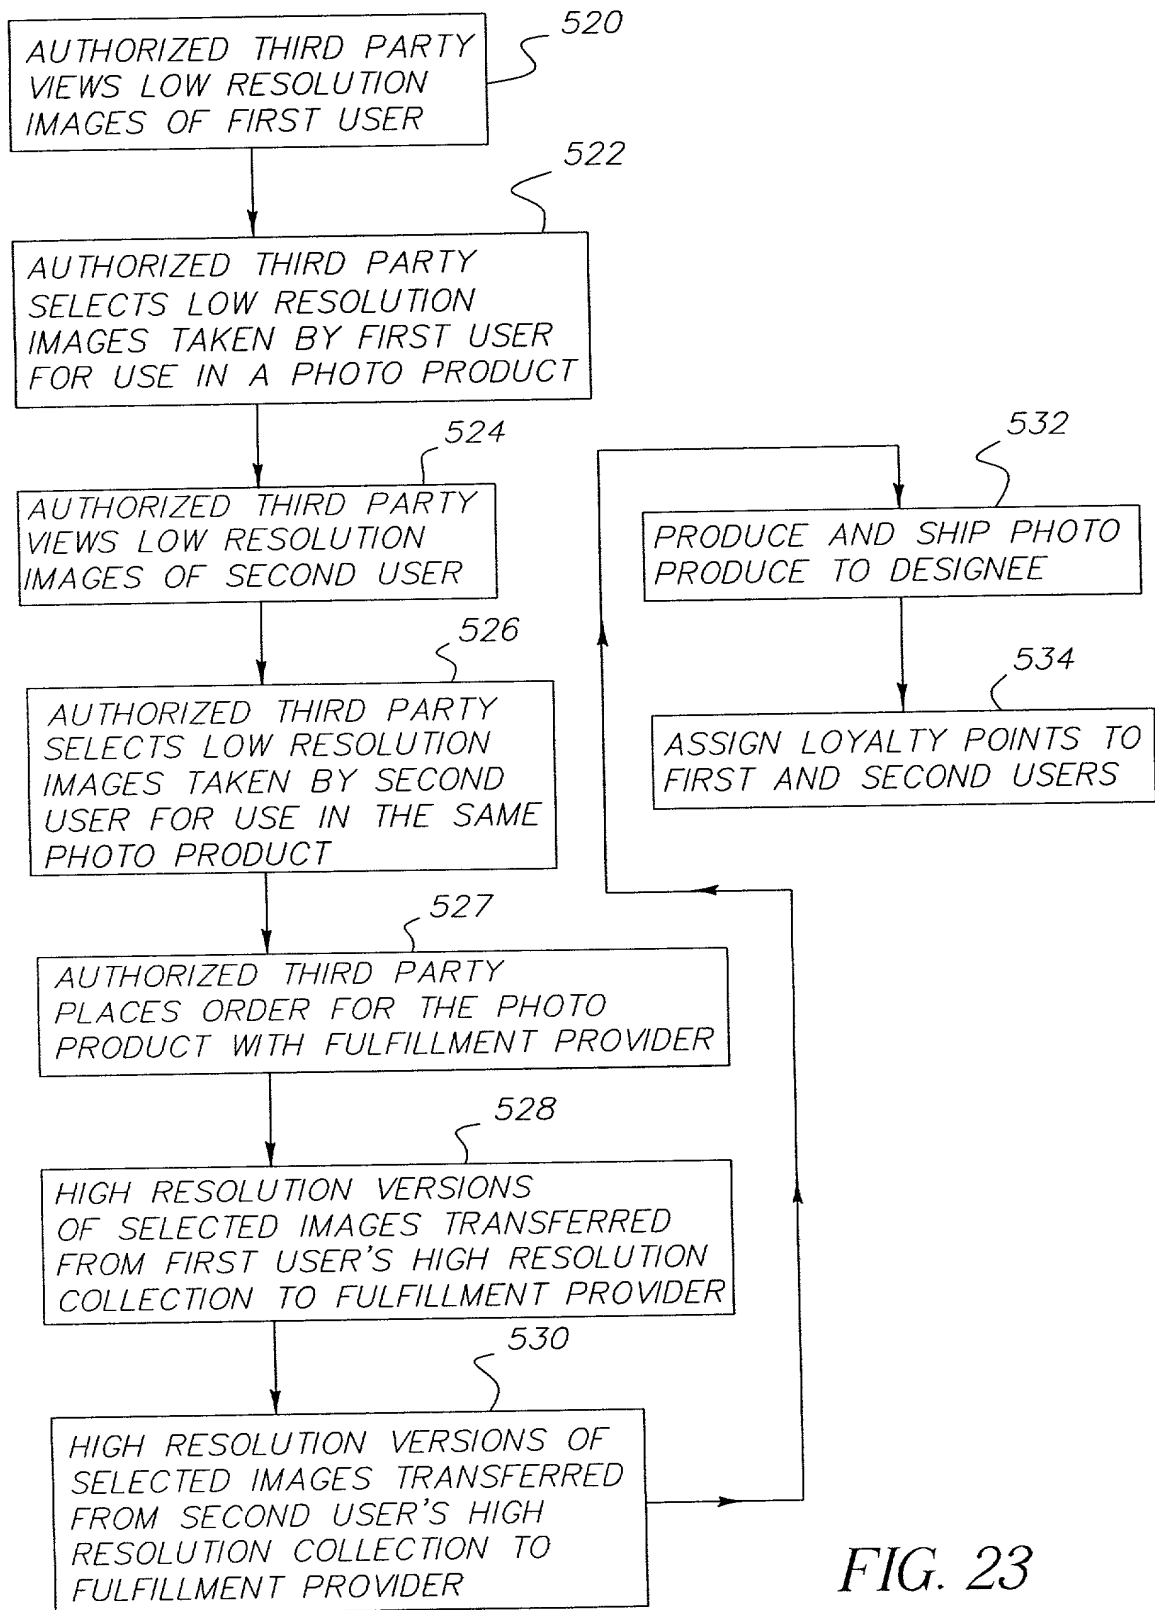 520
AUTHORIZED THIRD PARTY
VIEWS LOW RESOLUTION
IMAGES OF FIRST USER
522
AUTHORIZED THIRD PARTY
SELECTS LOW RESOLUTION
IMAGES TAKEN BY FIRST USER
FOR USE IN A PHOTO PRODUCT
524
AUTHORIZED THIRD PARTY
VIEWS LOW RESOLUTION
IMAGES OF SECOND USER
526
AUTHORIZED THIRD PARTY
SELECTS LOW RESOLUTION
IMAGES TAKEN BY SECOND
USER FOR USE IN THE SAME
PHOTO PRODUCT
527
AUTHORIZED THIRD PARTY
PLACES ORDER FOR THE PHOTO
PRODUCT WITH FULFILLMENT PROVIDER
528
HIGH RESOLUTION VERSIONS
OF SELECTED IMAGES TRANSFERRED
FROM FIRST USER'S HIGH RESOLUTION
COLLECTION TO FULFILLMENT PROVIDER
530
HIGH RESOLUTION VERSIONS OF
SELECTED IMAGES TRANSFERRED
FROM SECOND USER'S HIGH
RESOLUTION COLLECTION TO
FULFILLMENT PROVIDER
532
PRODUCE AND SHIP PHOTO
PRODUCE TO DESIGNEE
534
ASSIGN LOYALTY POINTS TO
FIRST AND SECOND USERS
FIG. 23